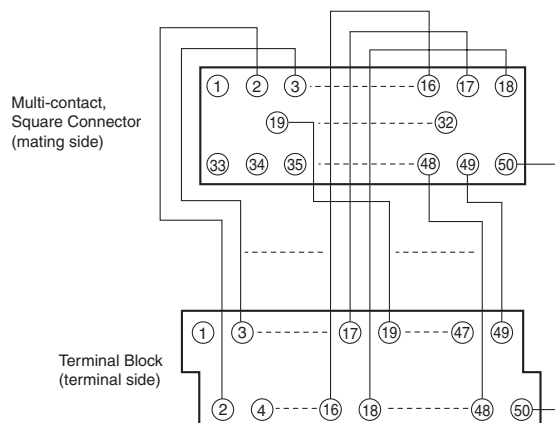 1 2 3 16 17 18
Multi-contact,
Square Connector
(mating side)
19 32
33 34 35 48 49 50
1 3 17 19 47 49
Terminal Block
(terminal side)
2 4 16 18 48 50